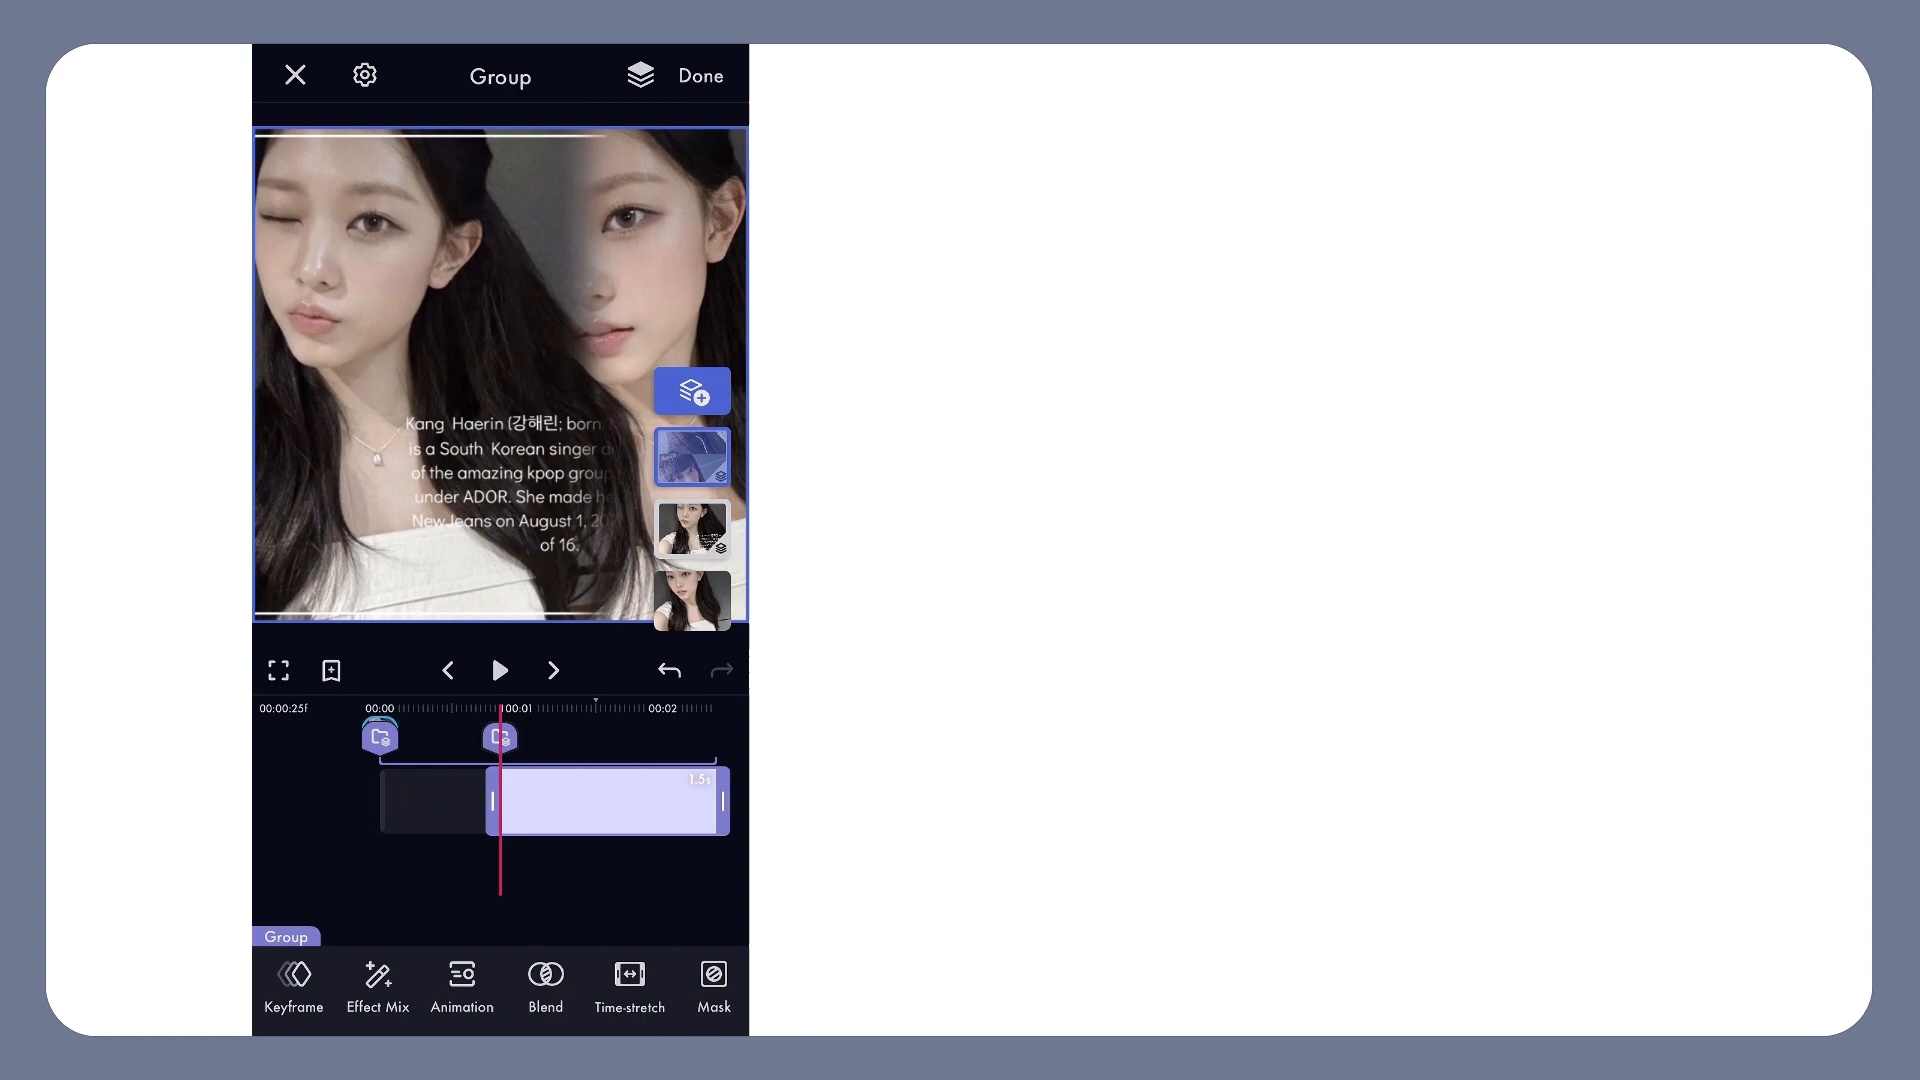 Group
Done
Kang Haerin (강해린; born
is a South Korean singer
of the amazing kpop group
under ADOR. She made
NewJeans on August 1,
of 16.
00:00:25f
00:00
00:01
00:02
1.5s
Group
Keyframe
Effect Mix
Animation
Blend
Time-stretch
Mask